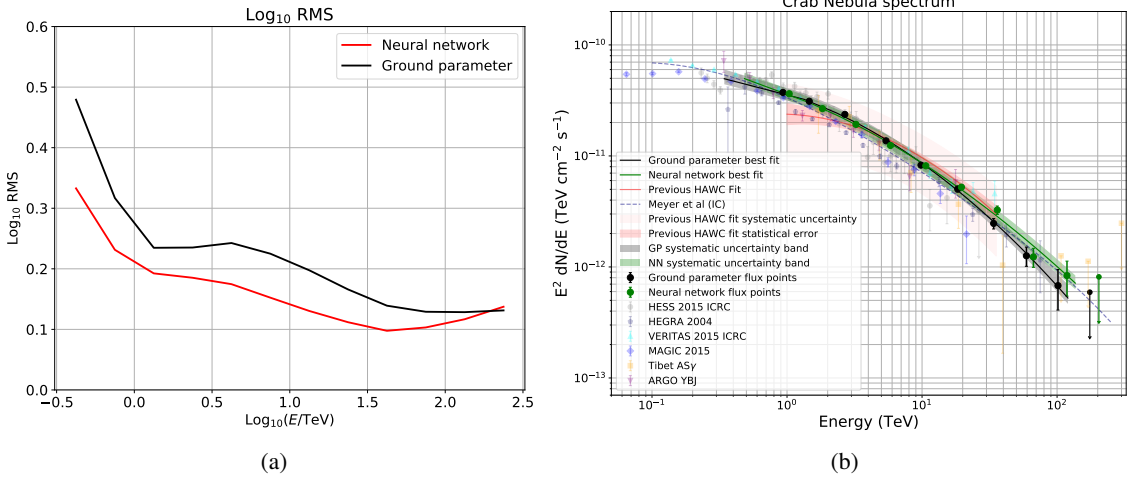 Log₁₀ RMS
Neural network
Ground parameter
Log₁₀ RMS
0.6
0.5
0.4
0.3
0.2
0.1
0.0
−0.5 0.0 0.5 1.0 1.5 2.0 2.5
Log₁₀(E/TeV)
(a)
Crab Nebula spectrum
E² dN/dE (TeV cm⁻² s⁻¹)
10⁻¹⁰
10⁻¹¹
10⁻¹²
10⁻¹³
Ground parameter best fit
Neural network best fit
Previous HAWC Fit
Meyer et al (IC)
Previous HAWC fit systematic uncertainty
Previous HAWC fit statistical error
GP systematic uncertainty band
NN systematic uncertainty band
Ground parameter flux points
Neural network flux points
HESS 2015 ICRC
HEGRA 2004
VERITAS 2015 ICRC
MAGIC 2015
Tibet ASγ
ARGO YBJ
10⁻¹ 10⁰ 10¹ 10²
Energy (TeV)
(b)